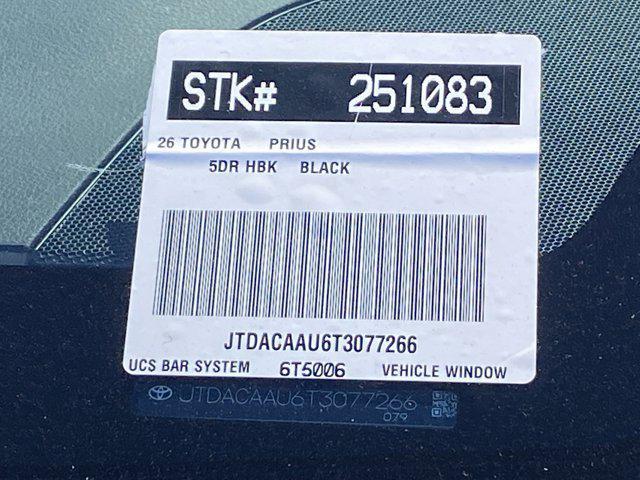 STK# 251083
26 TOYOTA PRIUS
5DR HBK BLACK
JTDACAAU6T3077266
UCS BAR SYSTEM 6T5006 VEHICLE WINDOW
JTDACAAU6T3077266
079